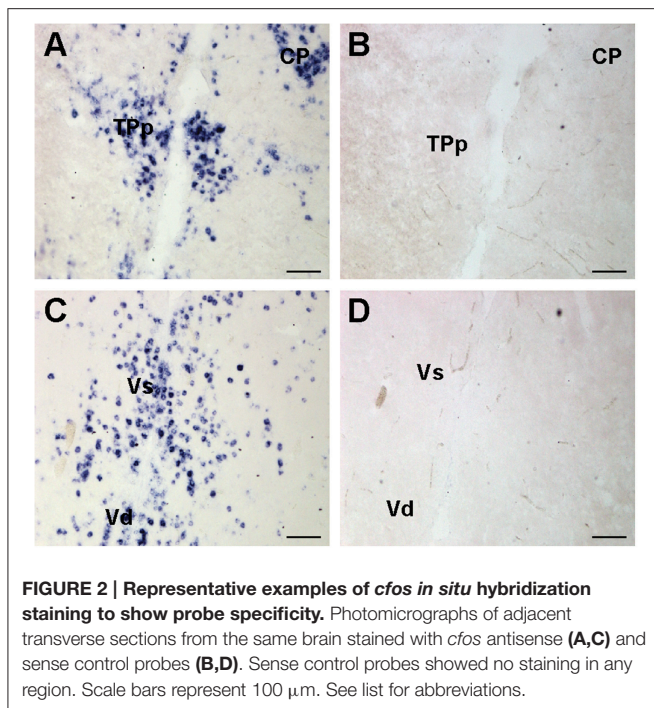 A
CP
TPp
B
CP
TPp
C
Vs
Vd
D
Vs
Vd
FIGURE 2 | Representative examples of cfos in situ hybridization
staining to show probe specificity. Photomicrographs of adjacent
transverse sections from the same brain stained with cfos antisense (A,C) and
sense control probes (B,D). Sense control probes showed no staining in any
region. Scale bars represent 100 μm. See list for abbreviations.